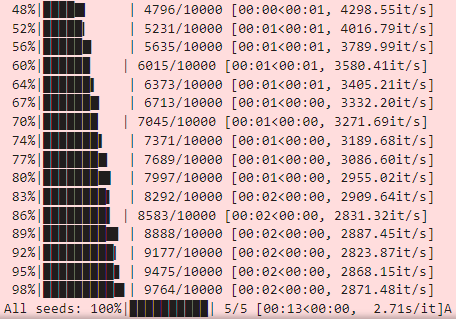 48%| | 4796/10000 [00:00<00:01, 4298.55it/s]
52%| | 5231/10000 [00:01<00:01, 4016.79it/s]
56%| | 5635/10000 [00:01<00:01, 3789.99it/s]
60%| | 6015/10000 [00:01<00:01, 3580.41it/s]
64%| | 6373/10000 [00:01<00:01, 3405.21it/s]
67%| | 6713/10000 [00:01<00:00, 3332.20it/s]
70%| | 7045/10000 [00:01<00:00, 3271.69it/s]
74%| | 7371/10000 [00:01<00:00, 3189.68it/s]
77%| | 7689/10000 [00:01<00:00, 3086.60it/s]
80%| | 7997/10000 [00:01<00:00, 2955.02it/s]
83%| | 8292/10000 [00:02<00:00, 2909.64it/s]
86%| | 8583/10000 [00:02<00:00, 2831.32it/s]
89%| | 8888/10000 [00:02<00:00, 2887.45it/s]
92%| | 9177/10000 [00:02<00:00, 2823.87it/s]
95%| | 9475/10000 [00:02<00:00, 2868.15it/s]
98%| | 9764/10000 [00:02<00:00, 2871.48it/s]
All seeds: 100%|██████████| 5/5 [00:13<00:00, 2.71s/it]A